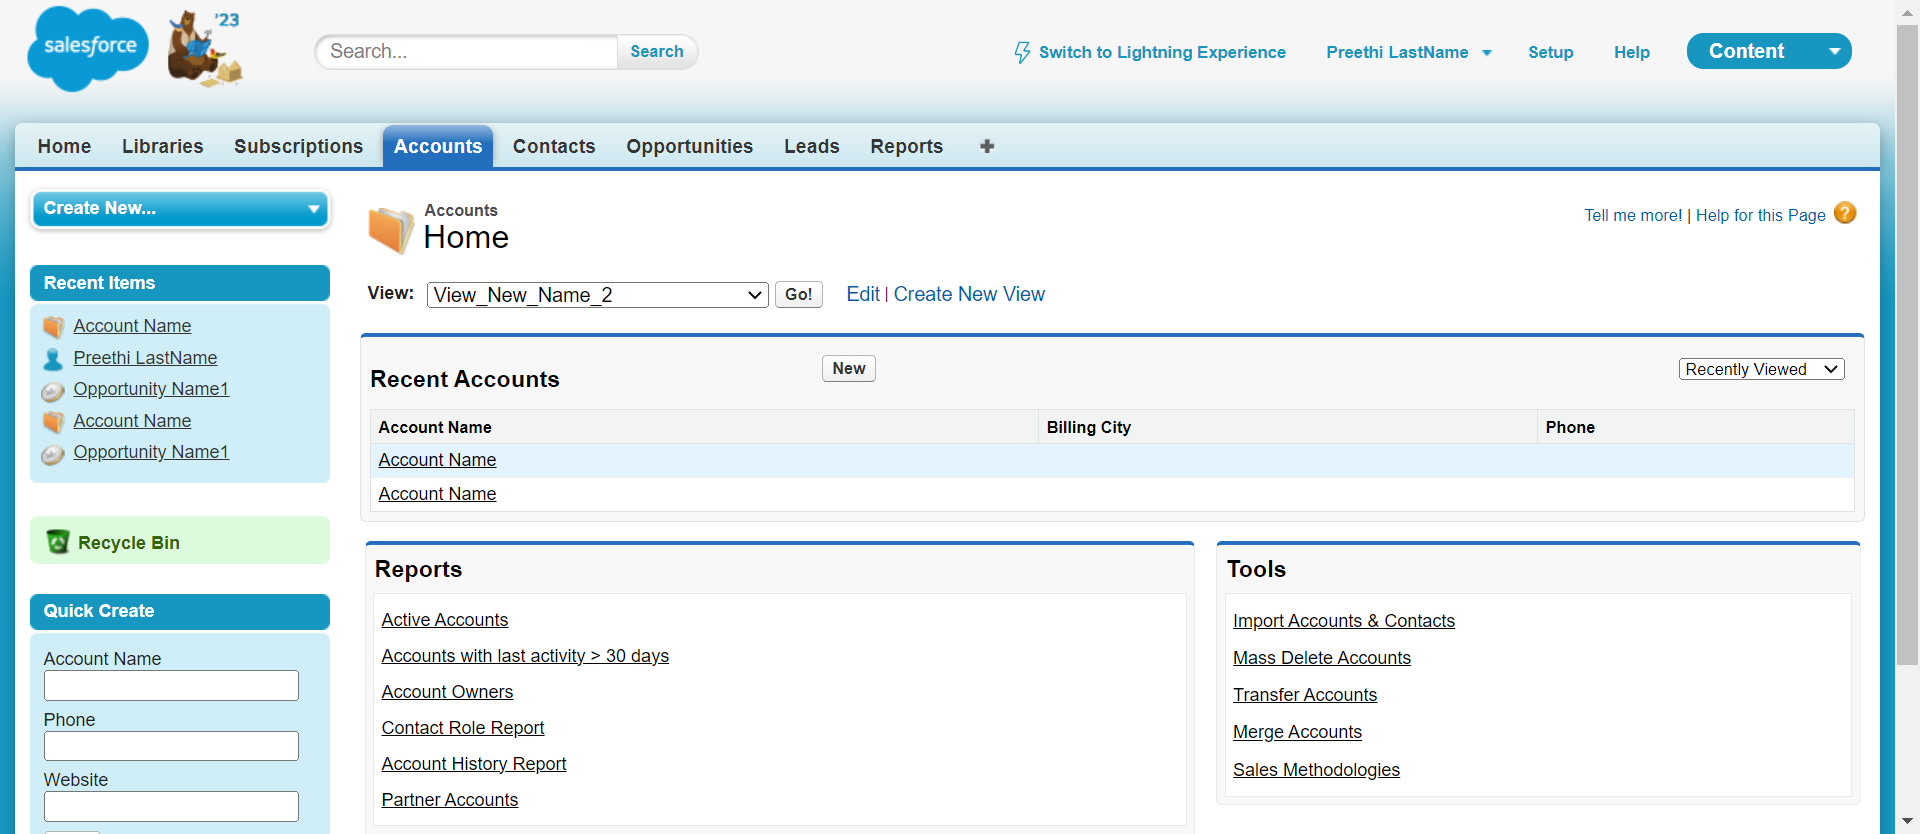 salesforce
'23
Search...
Search
Switch to Lightning Experience
Preethi LastName
Setup
Help
Content
Home
Libraries
Subscriptions
Accounts
Contacts
Opportunities
Leads
Reports
Create New...
Accounts
Home
Tell me more! | Help for this Page ?
View: View_New_Name_2 Go! Edit | Create New View
Recent Items
Account Name
Preethi LastName
Opportunity Name1
Account Name
Opportunity Name1
Recycle Bin
Quick Create
Account Name
Phone
Website
Recent Accounts
New
Recently Viewed
Account Name Billing City Phone
Account Name
Account Name
Reports
Active Accounts
Accounts with last activity > 30 days
Account Owners
Contact Role Report
Account History Report
Partner Accounts
Tools
Import Accounts & Contacts
Mass Delete Accounts
Transfer Accounts
Merge Accounts
Sales Methodologies